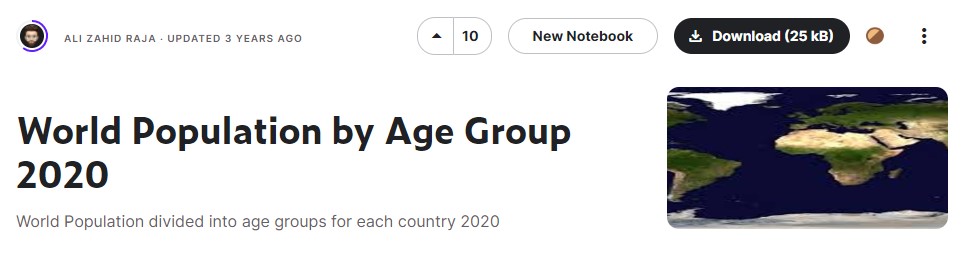 ALI ZAHID RAJA · UPDATED 3 YEARS AGO
10
New Notebook
Download (25 kB)
World Population by Age Group
2020
World Population divided into age groups for each country 2020